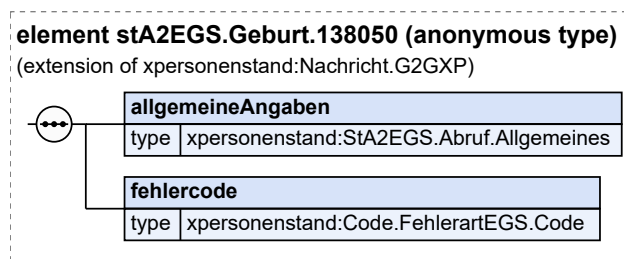 element stA2EGS.Geburt.138050 (anonymous type)
(extension of xpersonenstand:Nachricht.G2GXP)
allgemeineAngaben
type xpersonenstand:StA2EGS.Abruf.Allgemeines
fehlercode
type xpersonenstand:Code.FehlerartEGS.Code